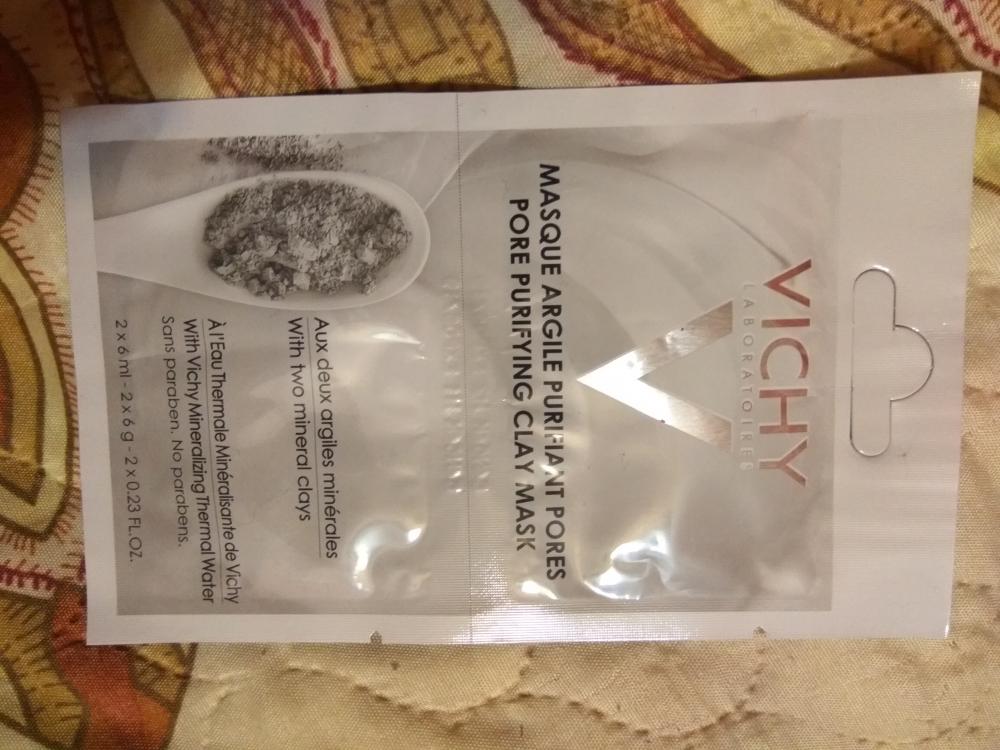 VICHY
LABORATOIRES
MASQUE ARGILE PURIFIANT PORES
PORE PURIFYING CLAY MASK
Aux deux argiles minérales
With two mineral clays
À l'Eau Thermale Minéralisante de Vichy
With Vichy Mineralizing Thermal Water
Sans paraben. No parabens.
2 x 6 ml - 2 x 6 g - 2 x 0.23 FL.OZ.